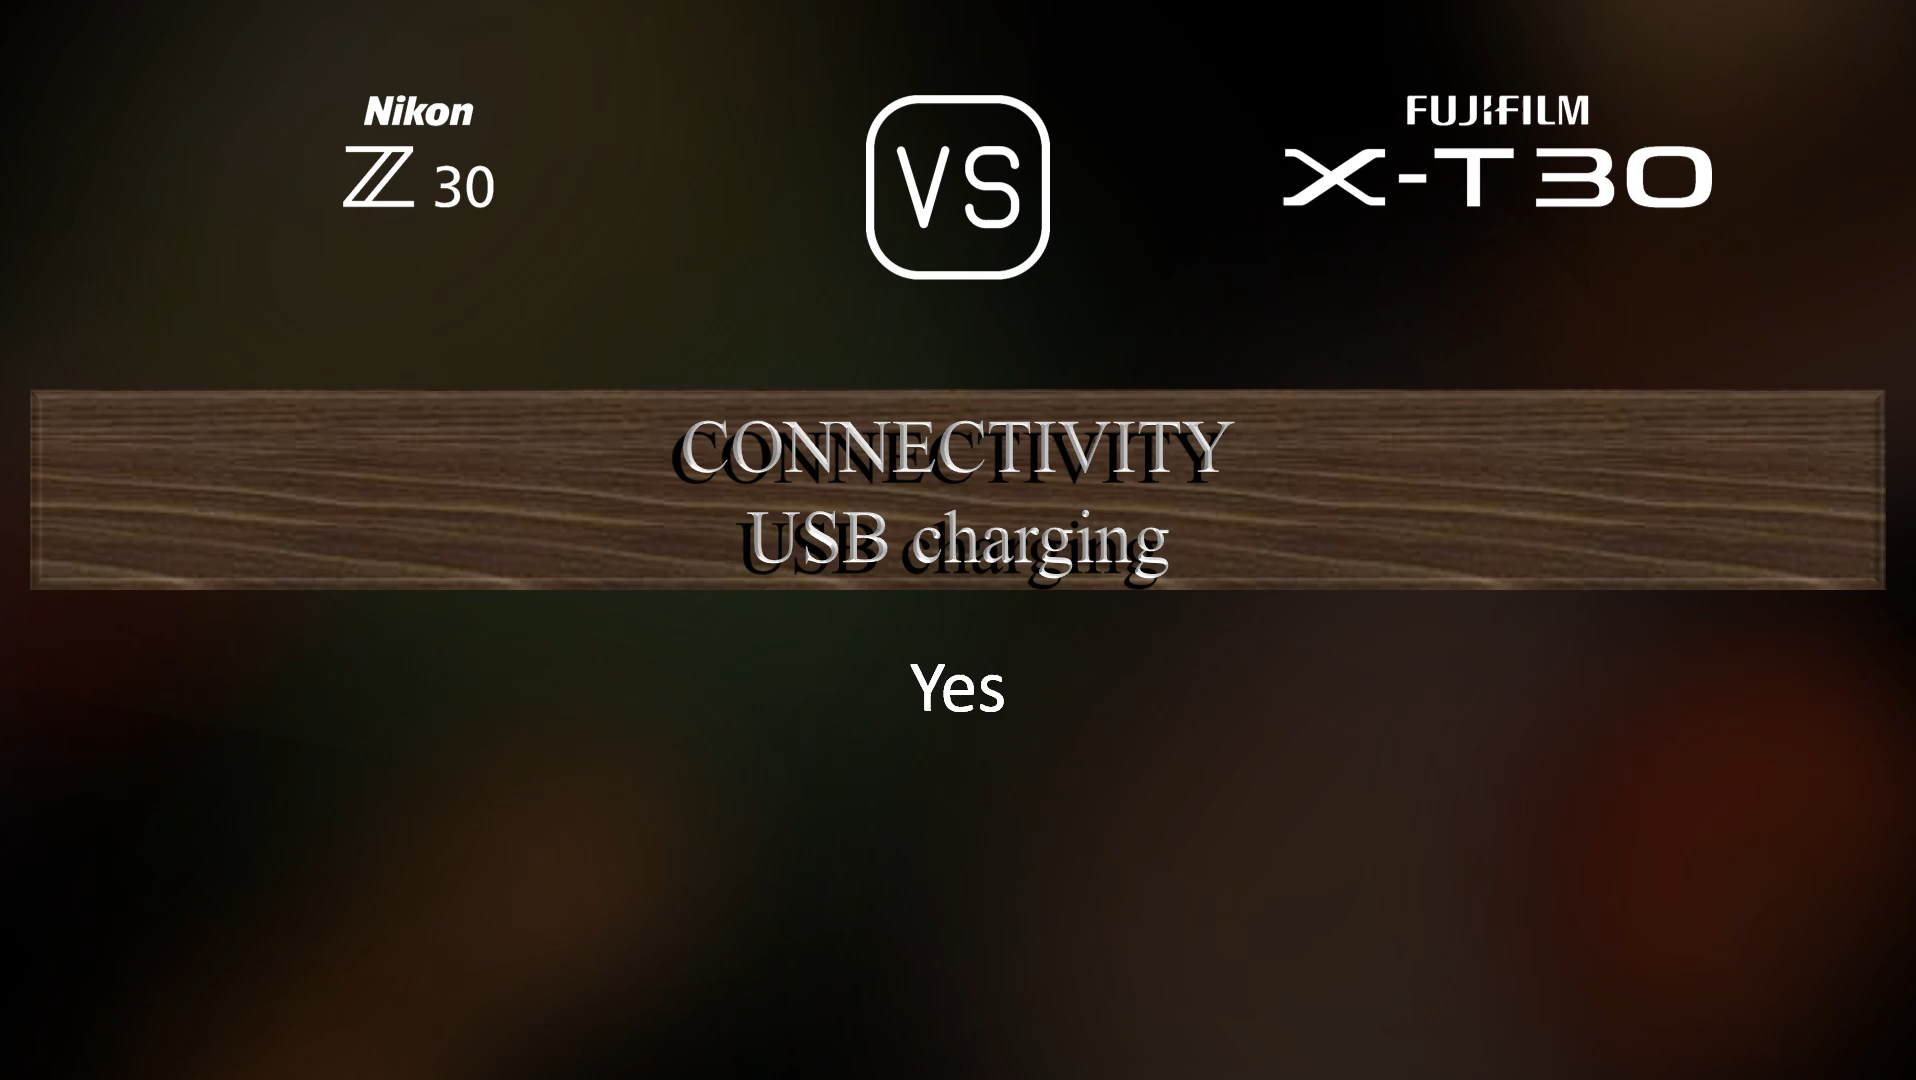 Nikon
Z 30
VS
FUJIFILM
X-T30
CONNECTIVITY
USB charging
Yes